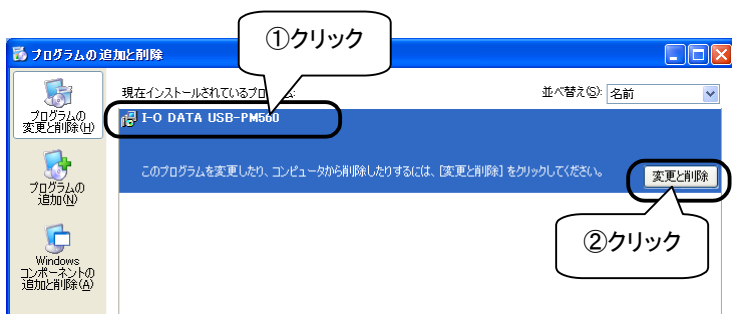 ①クリック
プログラムの追加と削除
現在インストールされているプログラム:
並べ替え(S):
名前
プログラムの
変更と削除(H)
I-O DATA USB-PM560
このプログラムを変更したり、コンピュータから削除したりするには、[変更と削除] をクリックしてください。
変更と削除
プログラムの
追加(N)
②クリック
Windows
コンポーネントの
追加と削除(A)